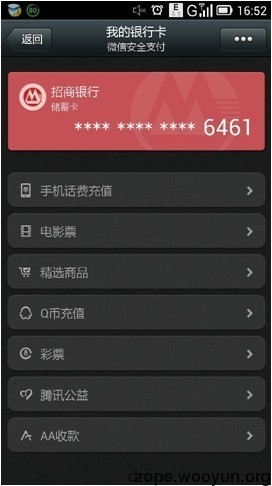 80
16:52
返回
我的银行卡
微信安全支付
招商银行
储蓄卡
**** **** **** 6461
手机话费充值
电影票
精选商品
Q币充值
彩票
腾讯公益
AA收款
drops.wooyun.org